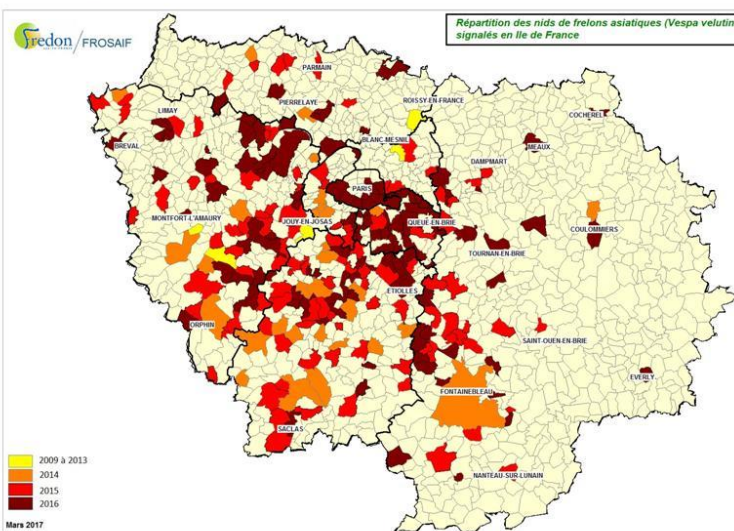 fredon / FROSAIF
Répartition des nids de frelons asiatiques (Vespa velutin
signalés en Ile de France
PARMAIN
LIMAY
PIERRELAYE
ROISSY-EN-FRANCE
COCHEREL
BREVAL
BLANC-MESNIL
MEAUX
DAMPMART
PARIS
MONTFORT-L'AMAURY
JOUY-EN-JOSAS
QUEUE-EN-BRIE
COULOMMIERS
TOURNAN-EN-BRIE
ETIOLLES
ORPHIN
SAINT-OUEN-EN-BRIE
EVERLY
FONTAINEBLEAU
SACLAS
NANTEAU-SUR-LUNAIN
2009 à 2013
2014
2015
2016
Mars 2017